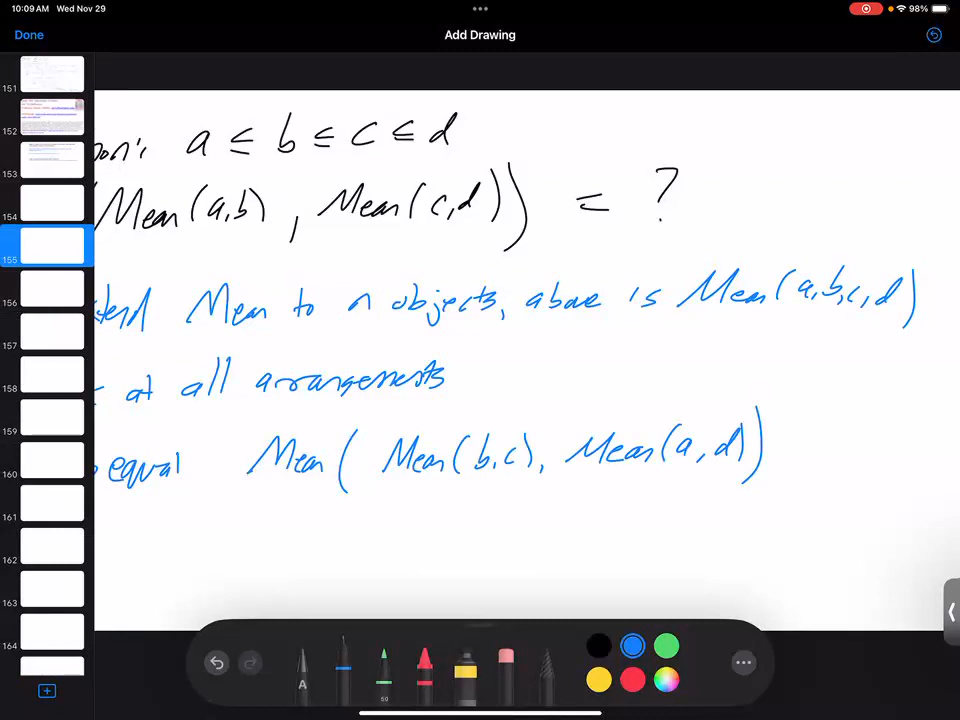 10:09 AM Wed Nov 29
98%
Done
Add Drawing
151
152
153
154
155
156
157
158
159
160
161
162
163
164
a ≤ b ≤ c ≤ d
Mean(a,b), Mean(c,d)) = ?
tend Mean to n objects, above is Mean(a,b,c,d)
at all arrangements
equal Mean( Mean(b,c), Mean(a,d))
A
50